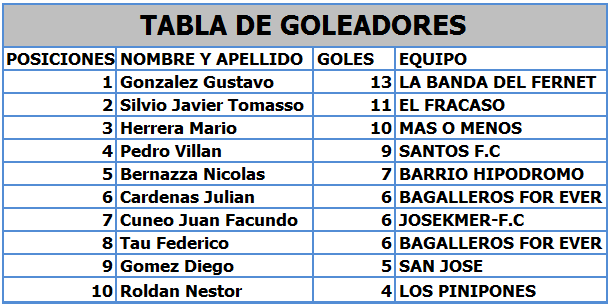 TABLA DE GOLEADORES
POSICIONES NOMBRE Y APELLIDO GOLES EQUIPO
1 Gonzalez Gustavo 13 LA BANDA DEL FERNET
2 Silvio Javier Tomasso 11 EL FRACASO
3 Herrera Mario 10 MAS O MENOS
4 Pedro Villan 9 SANTOS F.C
5 Bernazza Nicolas 7 BARRIO HIPODROMO
6 Cardenas Julian 6 BAGALLEROS FOR EVER
7 Cuneo Juan Facundo 6 JOSEKMER-F.C
8 Tau Federico 6 BAGALLEROS FOR EVER
9 Gomez Diego 5 SAN JOSE
10 Roldan Nestor 4 LOS PINIPONES